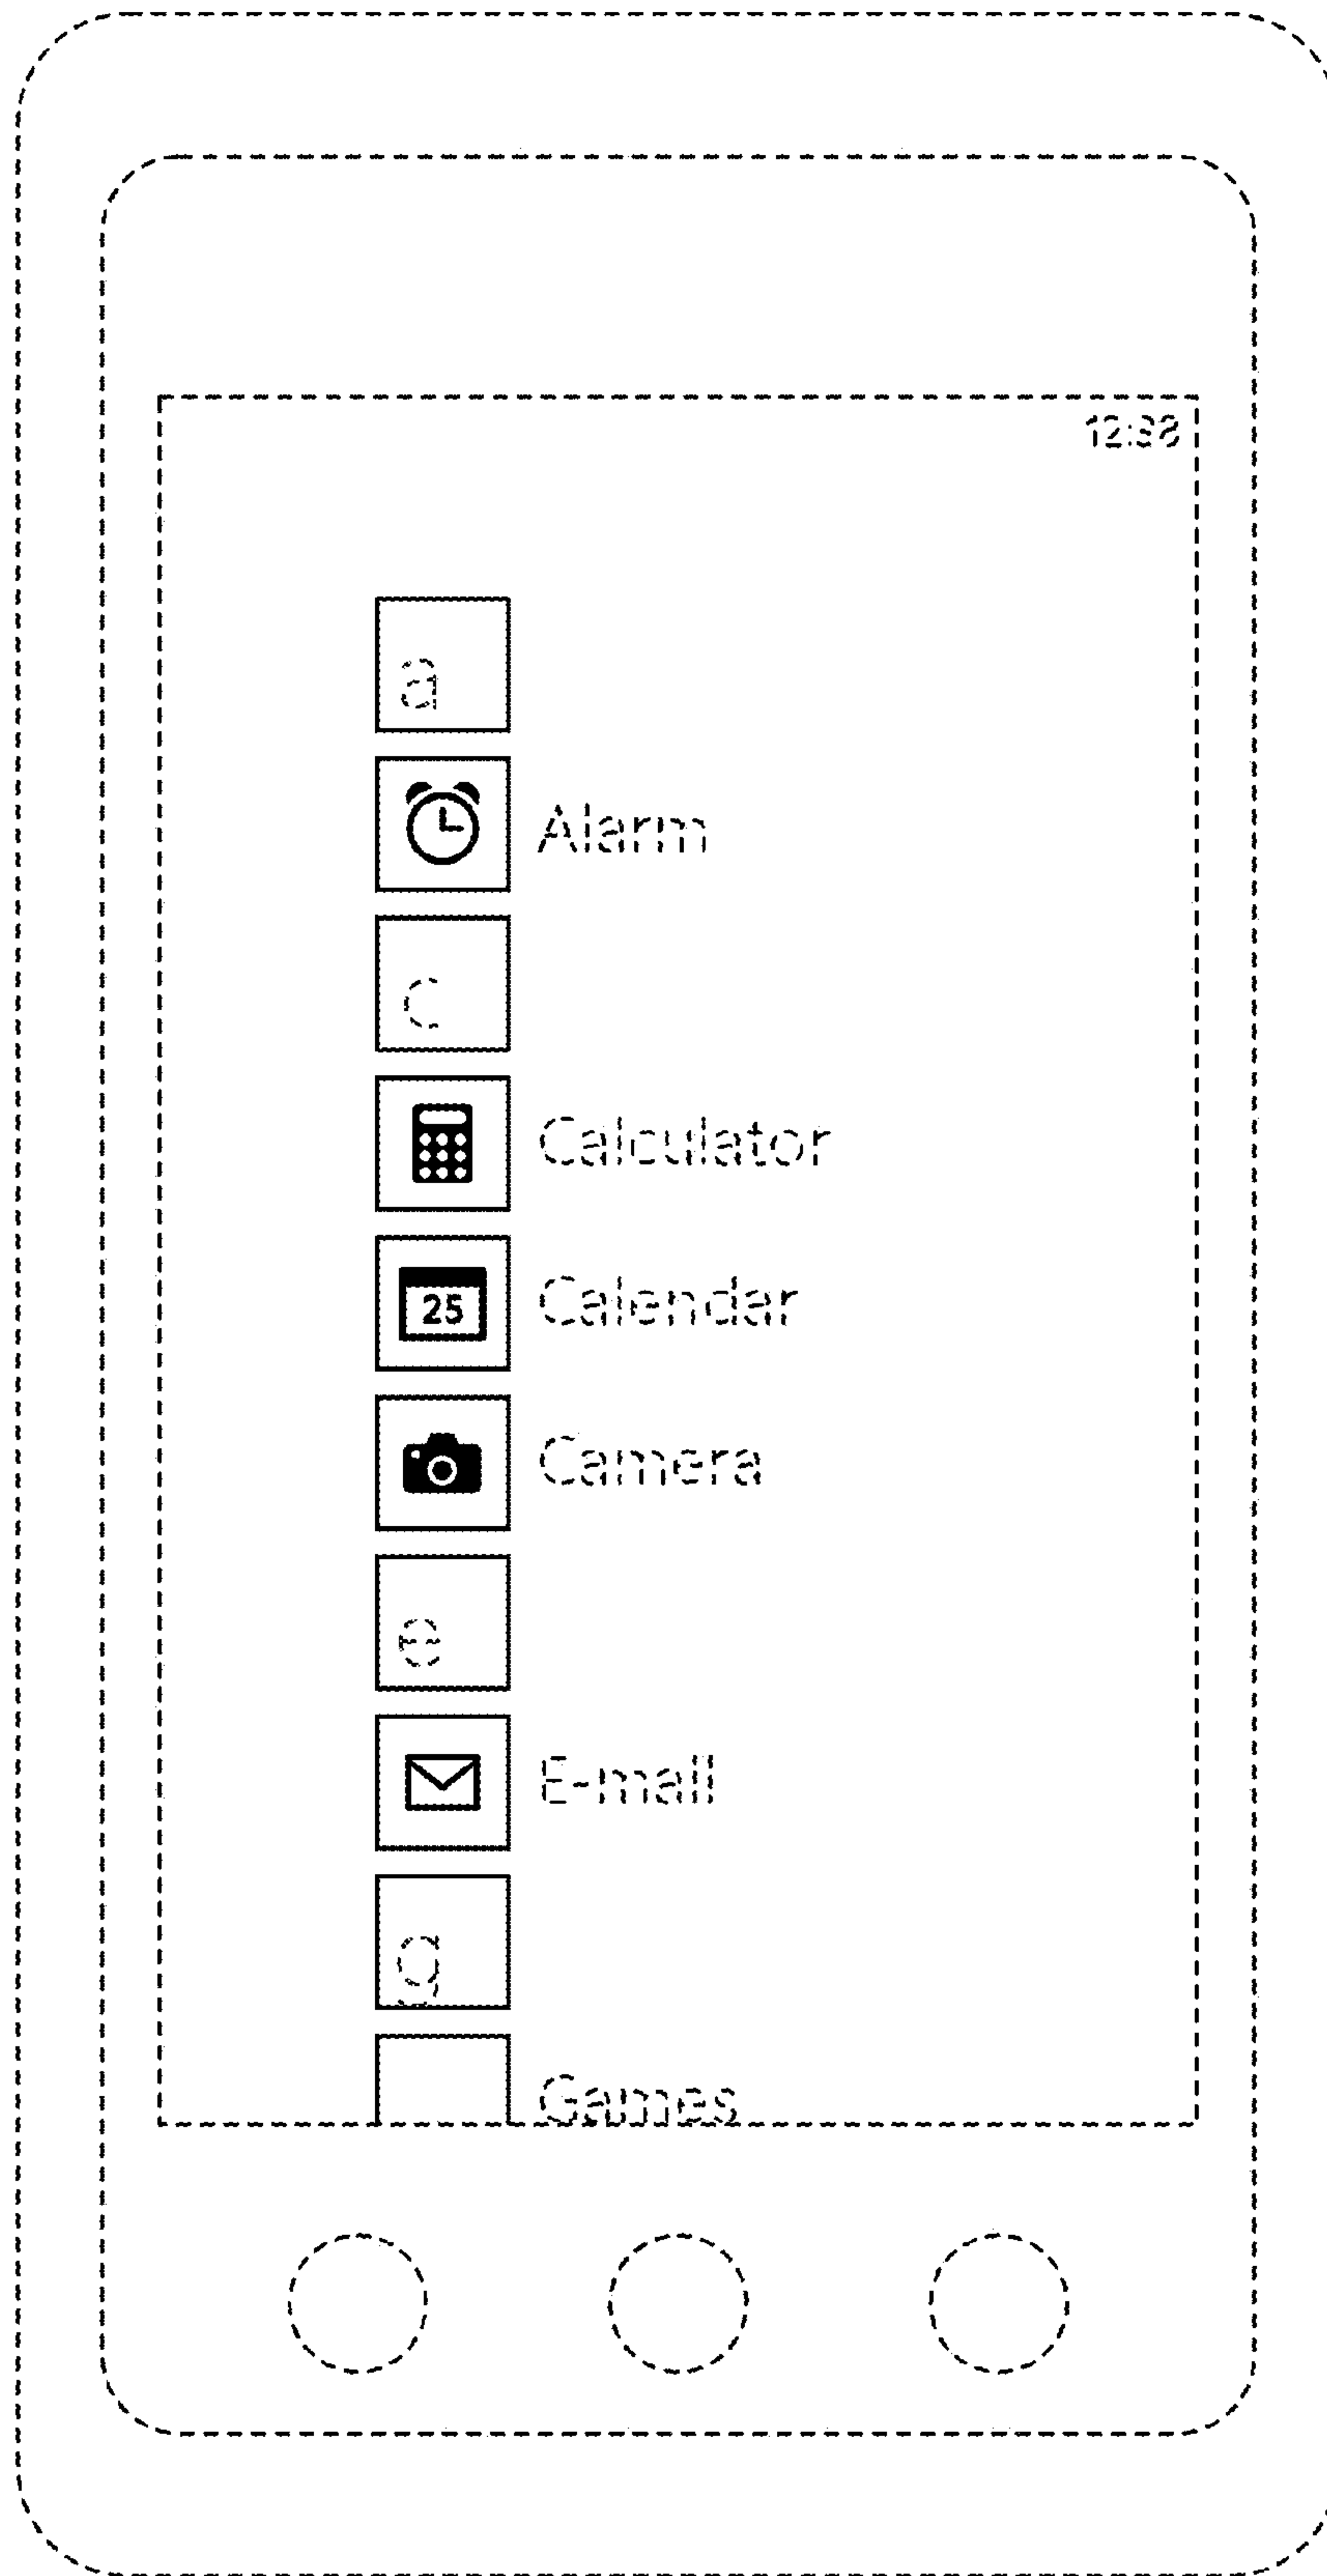 12:38
a
Alarm
c
Calculator
25
Calendar
Camera
e
E-mail
g
Games